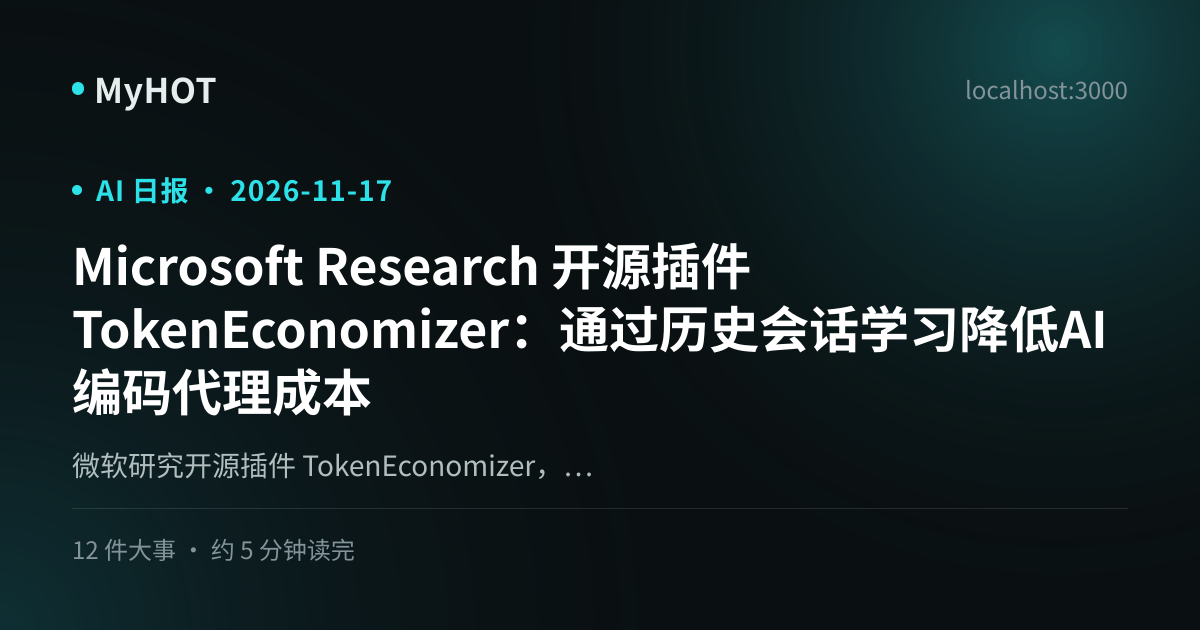 MyHOT
localhost:3000
AI 日报 · 2026-11-17
Microsoft Research 开源插件
TokenEconomizer：通过历史会话学习降低AI
编码代理成本
微软研究开源插件 TokenEconomizer，…
12 件大事 · 约 5 分钟读完